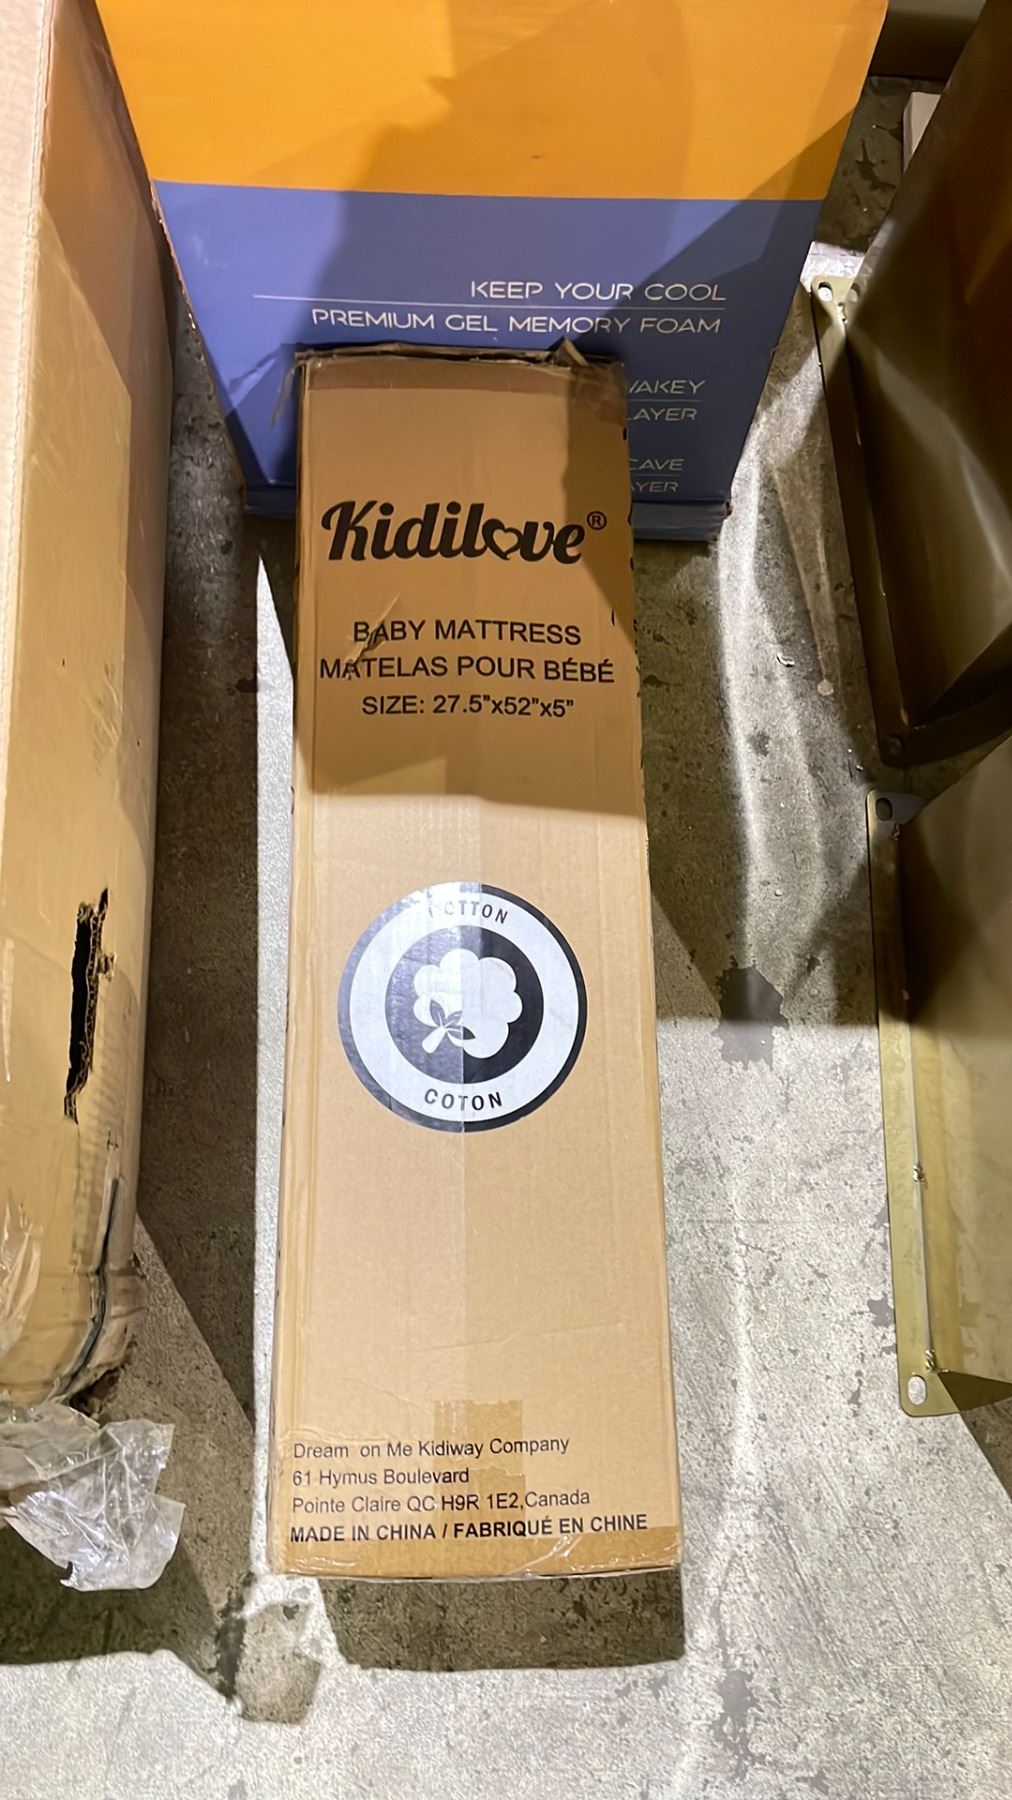 KEEP YOUR COOL
PREMIUM GEL MEMORY FOAM
Kidilove®
BABY MATTRESS
MATELAS POUR BÉBÉ
SIZE: 27.5"x52"x5"
COTTON
COTON
Dream on Me Kidiway Company
61 Hymus Boulevard
Pointe Claire QC H9R 1E2,Canada
MADE IN CHINA / FABRIQUÉ EN CHINE